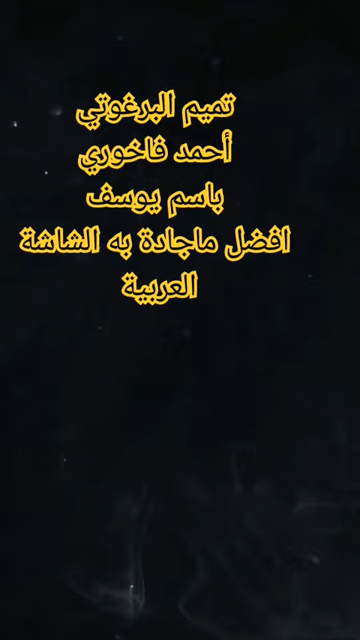 تميم البرغوتي
أحمد فاخوري
باسم يوسف
افضل ماجادة به الشاشة
العربية